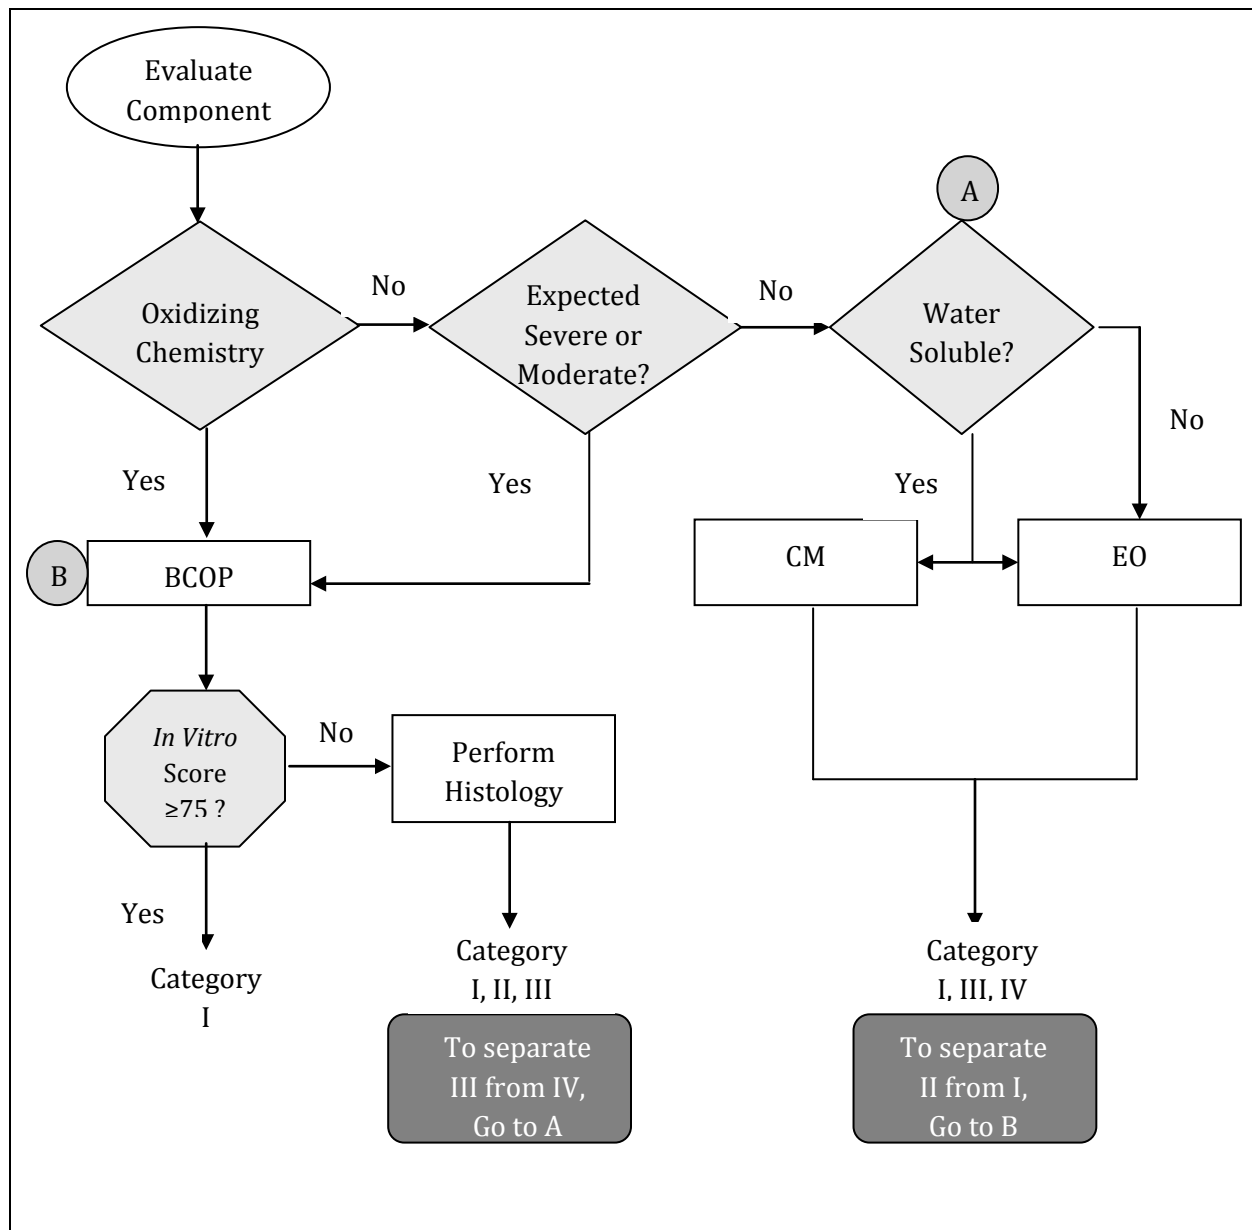 Evaluate
Component
A
Oxidizing
Chemistry
No
Expected
Severe or
Moderate?
No
Water
Soluble?
No
Yes
Yes
Yes
B
BCOP
CM
EO
In Vitro
Score
≥75 ?
No
Perform
Histology
Yes
Category
I
Category
I, II, III
Category
I, III, IV
To separate
III from IV,
Go to A
To separate
II from I,
Go to B